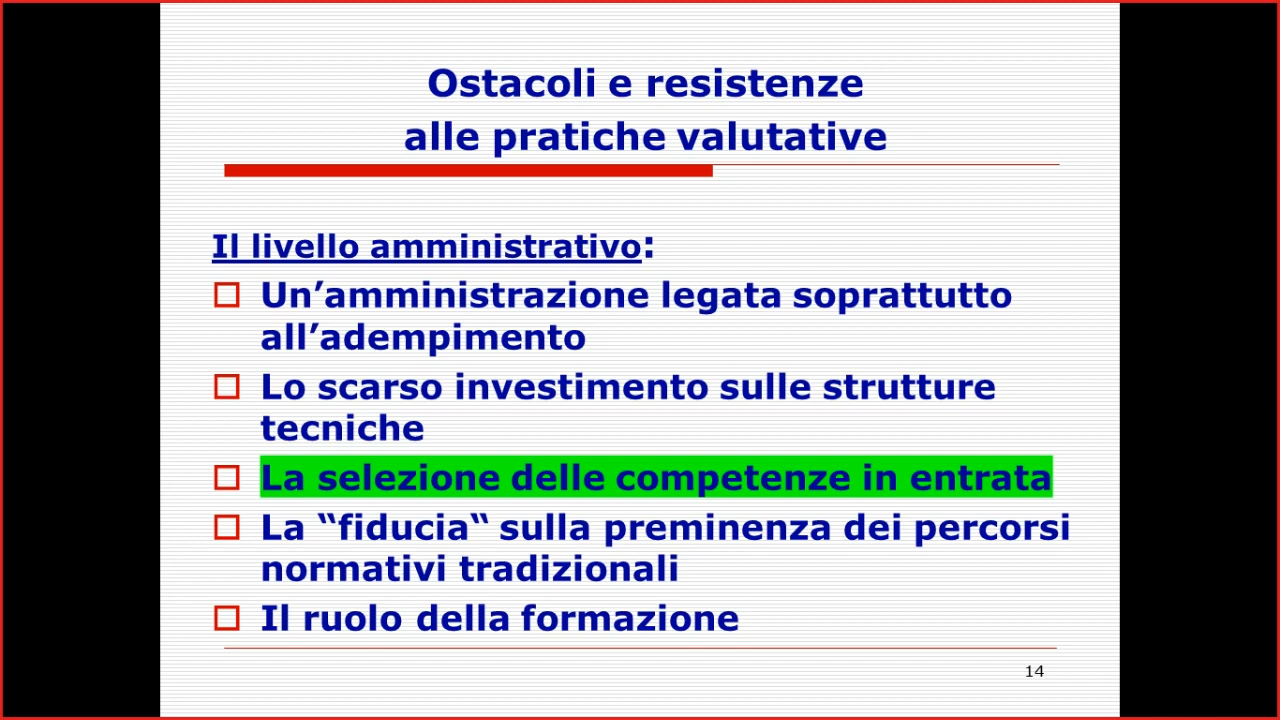 Ostacoli e resistenze
alle pratiche valutative
Il livello amministrativo:
Un’amministrazione legata soprattutto
all’adempimento
Lo scarso investimento sulle strutture
tecniche
La selezione delle competenze in entrata
La “fiducia“ sulla preminenza dei percorsi
normativi tradizionali
Il ruolo della formazione
14